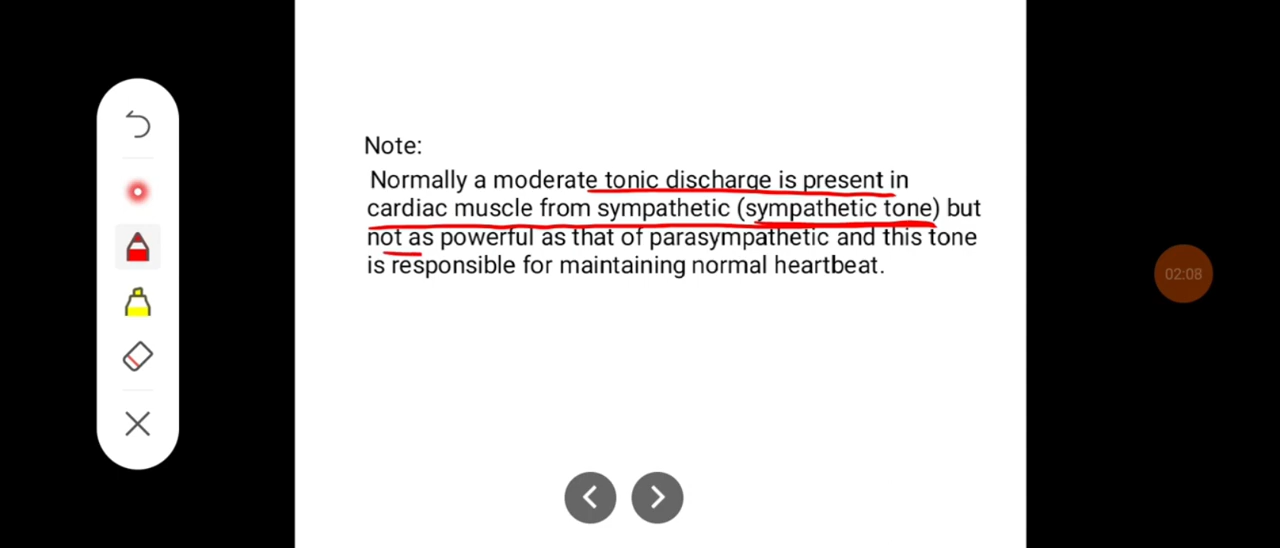 Note:
Normally a moderate tonic discharge is present in
cardiac muscle from sympathetic (sympathetic tone) but
not as powerful as that of parasympathetic and this tone
is responsible for maintaining normal heartbeat.
02:08